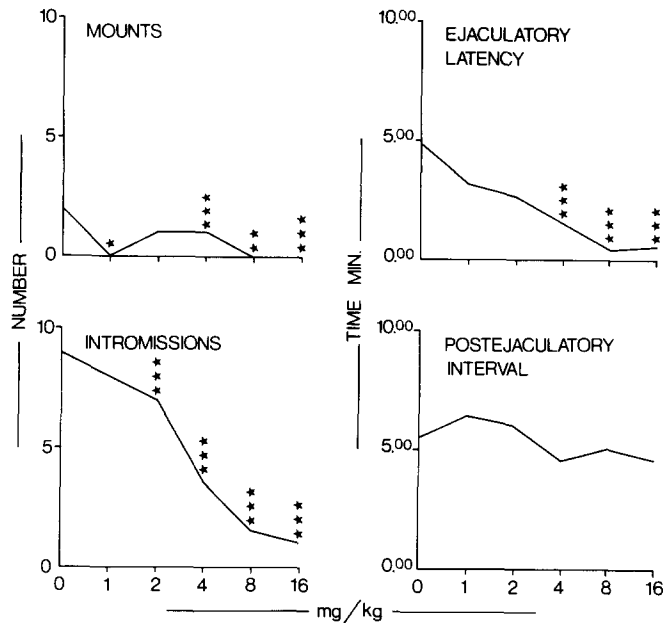 10
MOUNTS
5
0
10.00
EJACULATORY
LATENCY
5.00
0.00
NUMBER
TIME MIN.
10
INTROMISSIONS
5
0
0 1 2 4 8 16
10.00
POSTEJACULATORY
INTERVAL
5.00
0.00
0 1 2 4 8 16
mg/kg